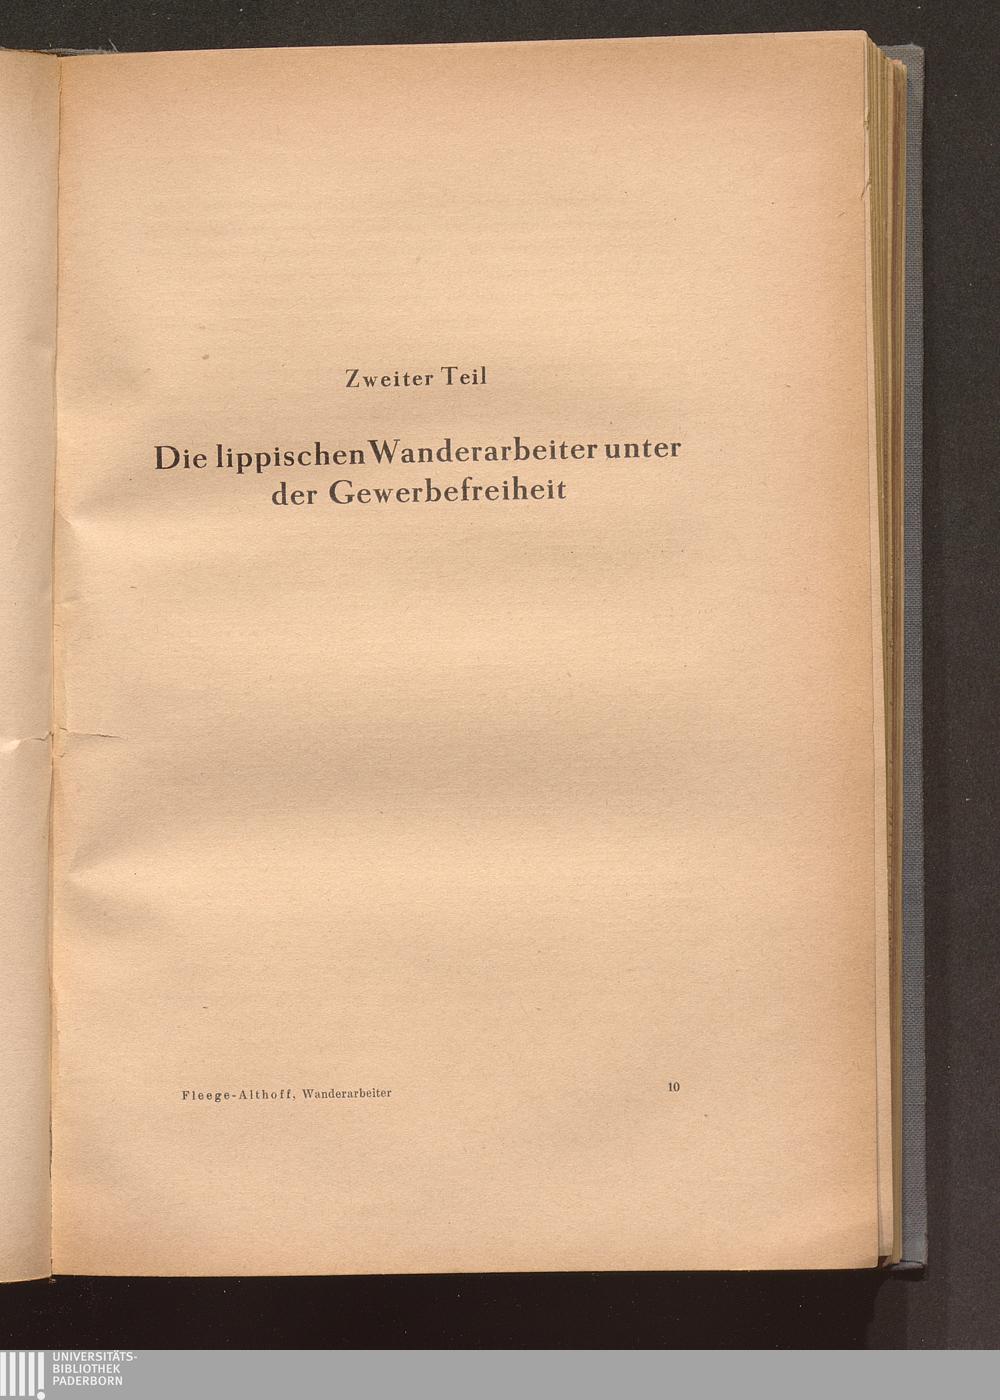 Zweiter Teil
Die lippischen Wanderarbeiter unter
der Gewerbefreiheit
Fleege-Althoff, Wanderarbeiter 10
UNIVERSITÄTS-
BIBLIOTHEK
PADERBORN